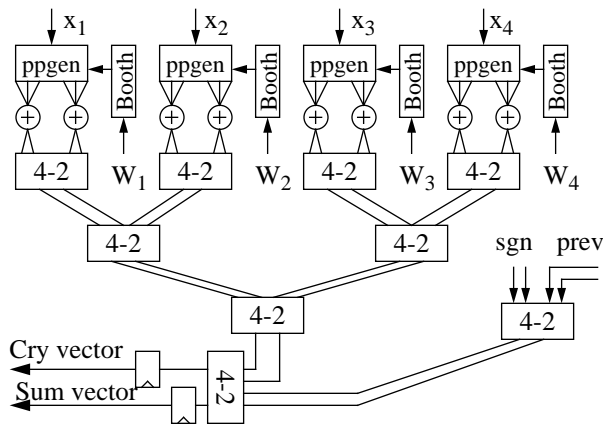 x1 x2 x3 x4
ppgen Booth ppgen Booth ppgen Booth ppgen Booth
+ + + + + + + +
4-2 W1 4-2 W2 4-2 W3 4-2 W4
4-2 4-2 sgn prev
4-2 4-2
Cry vector
4-2
Sum vector